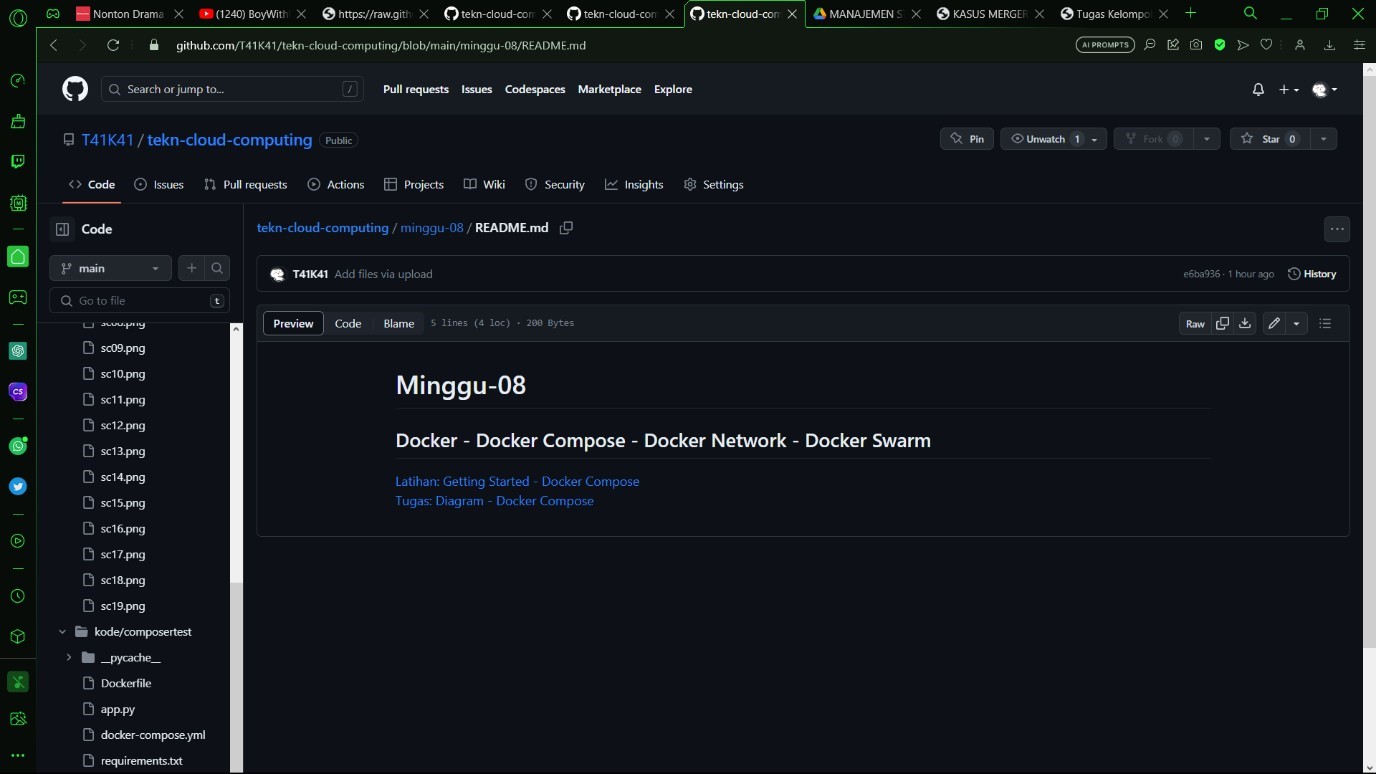 Nonton Drama
(1240) BoyWith
https://raw.gith
tekn-cloud-com
tekn-cloud-com
tekn-cloud-com
MANAJEMEN S
KASUS MERGER
Tugas Kelompo
github.com/T41K41/tekn-cloud-computing/blob/main/minggu-08/README.md
AI PROMPTS
Search or jump to...
/
Pull requests
Issues
Codespaces
Marketplace
Explore
T41K41 / tekn-cloud-computing
Public
Pin
Unwatch 1
Fork 0
Star 0
Code
Issues
Pull requests
Actions
Projects
Wiki
Security
Insights
Settings
Code
main
Go to file
t
sc08.png
sc09.png
sc10.png
sc11.png
sc12.png
sc13.png
sc14.png
sc15.png
sc16.png
sc17.png
sc18.png
sc19.png
kode/composertest
__pycache__
Dockerfile
app.py
docker-compose.yml
requirements.txt
tekn-cloud-computing / minggu-08 / README.md
T41K41 Add files via upload
e6ba936 · 1 hour ago
History
Preview
Code
Blame
5 lines (4 loc) · 200 Bytes
Raw
Minggu-08
Docker - Docker Compose - Docker Network - Docker Swarm
Latihan: Getting Started - Docker Compose
Tugas: Diagram - Docker Compose
CS